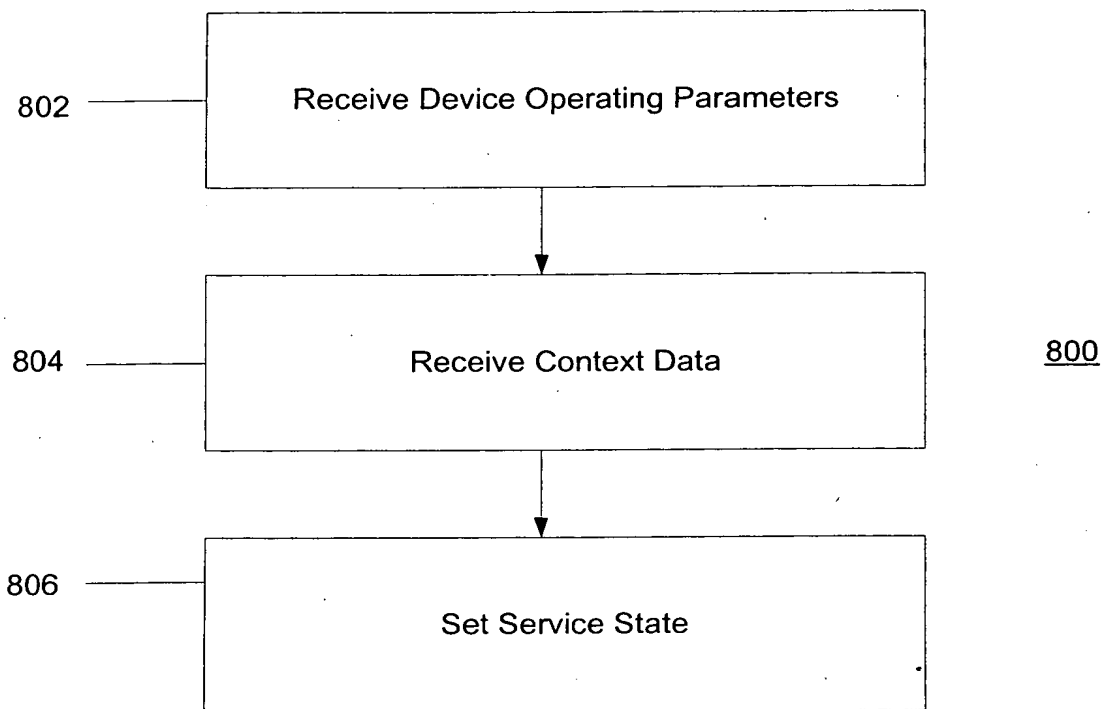 802
Receive Device Operating Parameters
804
Receive Context Data
800
806
Set Service State